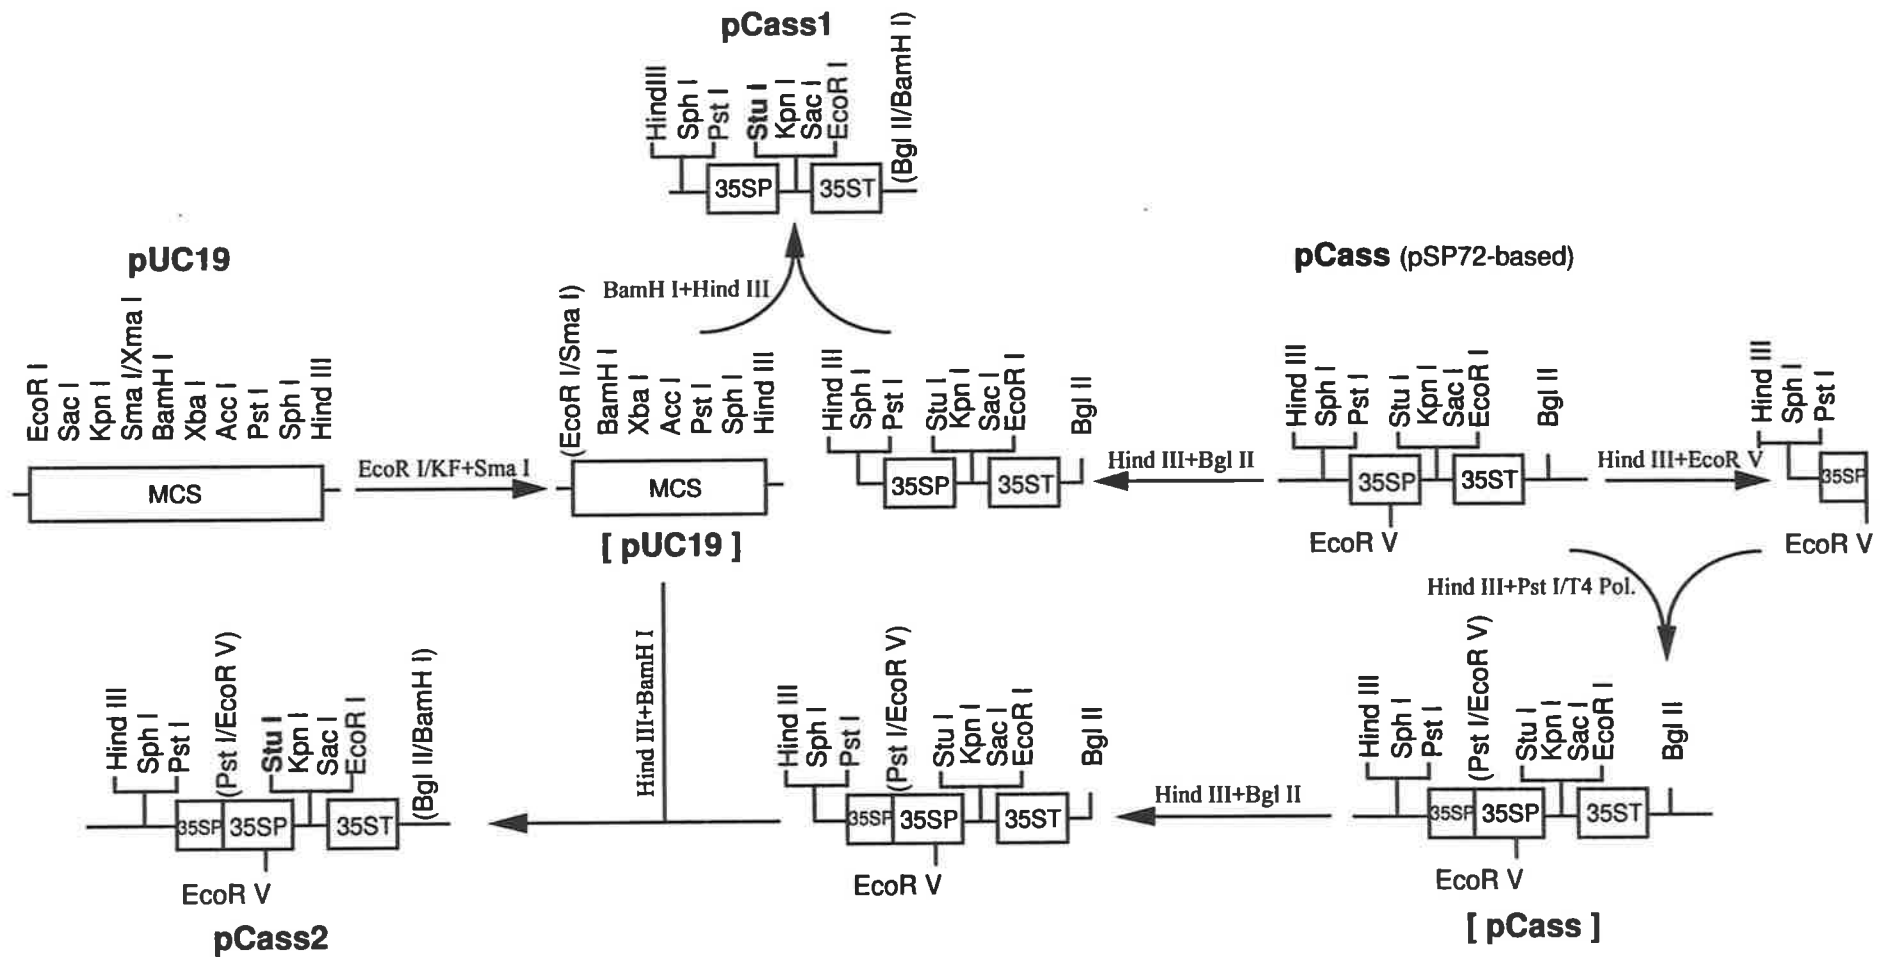 pCass1
HindIII
Sph I
Pst I
Stu I
Kpn I
Sac I
EcoR I
(Bgl II/BamH I)
35SP
35ST
pUC19
EcoR I
Sac I
Kpn I
Sma I/Xma I
BamH I
Xba I
Acc I
Pst I
Sph I
Hind III
MCS
EcoR I/KF+Sma I
BamH I+Hind III
(EcoR I/Sma I)
BamH I
Xba I
Acc I
Pst I
Sph I
Hind III
MCS
[ pUC19 ]
Hind III
Sph I
Pst I
Stu I
Kpn I
Sac I
EcoR I
Bgl II
35SP
35ST
Hind III+Bgl II
pCass (pSP72-based)
Hind III
Sph I
Pst I
Stu I
Kpn I
Sac I
EcoR I
Bgl II
35SP
35ST
EcoR V
Hind III+EcoR V
Hind III
Sph I
Pst I
35SP
EcoR V
Hind III+Pst I/T4 Pol.
Hind III+BamH I
Hind III
Sph I
Pst I
(Pst I/EcoR V)
Stu I
Kpn I
Sac I
EcoR I
(Bgl II/BamH I)
35SP
35SP
35ST
EcoR V
pCass2
Hind III
Sph I
Pst I
(Pst I/EcoR V)
Stu I
Kpn I
Sac I
EcoR I
Bgl II
35SP
35SP
35ST
EcoR V
Hind III+Bgl II
Hind III
Sph I
Pst I
(Pst I/EcoR V)
Stu I
Kpn I
Sac I
EcoR I
Bgl II
35SP
35SP
35ST
EcoR V
[ pCass ]